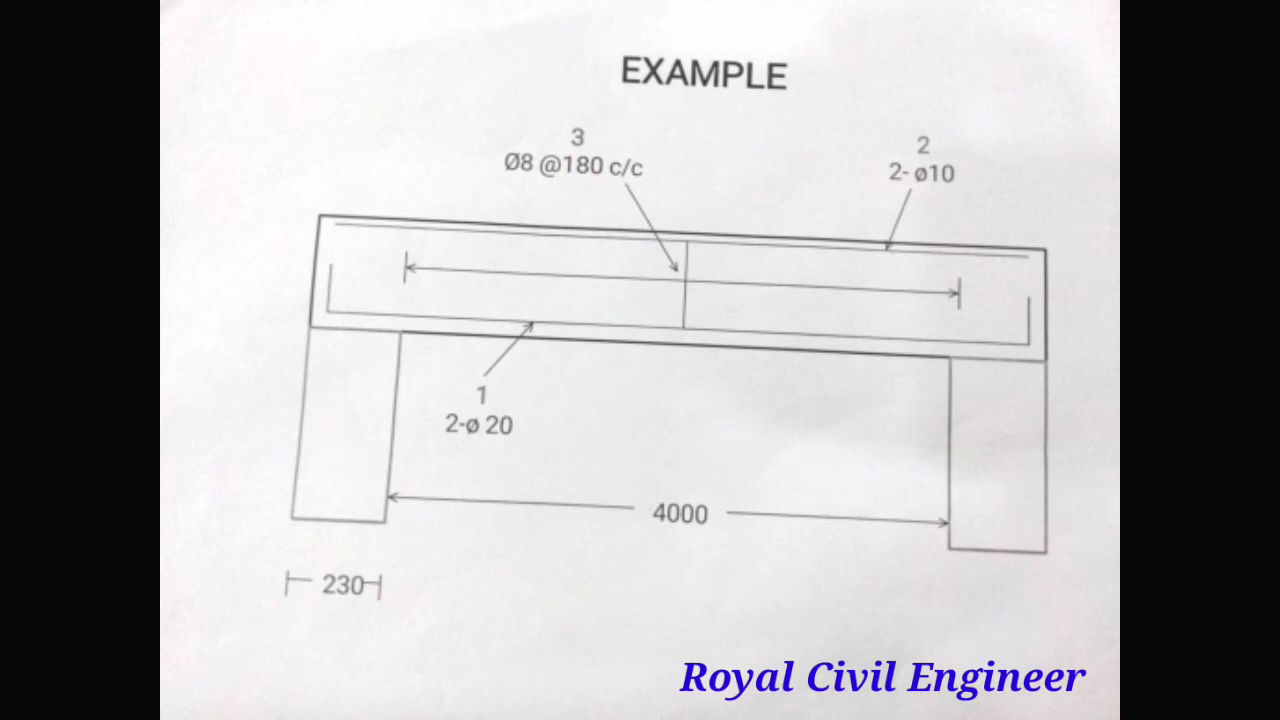 EXAMPLE
3
Ø8 @180 c/c
2
2- ø10
1
2-ø 20
4000
230
Royal Civil Engineer